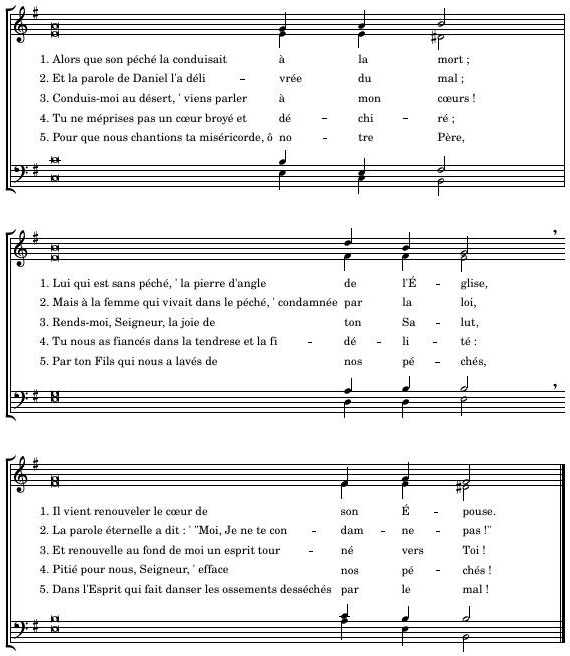 1. Alors que son péché la conduisait à la mort ;
2. Et la parole de Daniel l'a déli - vrée du mal ;
3. Conduis-moi au désert, ' viens parler à mon cœurs !
4. Tu ne méprises pas un cœur broyé et dé - chi - ré ;
5. Pour que nous chantions ta miséricorde, ô no - tre Père,
1. Lui qui est sans péché, ' la pierre d'angle de l'É - glise,
2. Mais à la femme qui vivait dans le péché, ' condamnée par la loi,
3. Rends-moi, Seigneur, la joie de ton Sa - lut,
4. Tu nous as fiancés dans la tendrese et la fi - dé - li - té :
5. Par ton Fils qui nous a lavés de nos pé - chés,
1. Il vient renouveler le cœur de son É - pouse.
2. La parole éternelle a dit : ' "Moi, Je ne te con - dam - ne - pas !"
3. Et renouvelle au fond de moi un esprit tour - né vers Toi !
4. Pitié pour nous, Seigneur, ' efface nos pé - chés !
5. Dans l'Esprit qui fait danser les ossements desséchés par le mal !